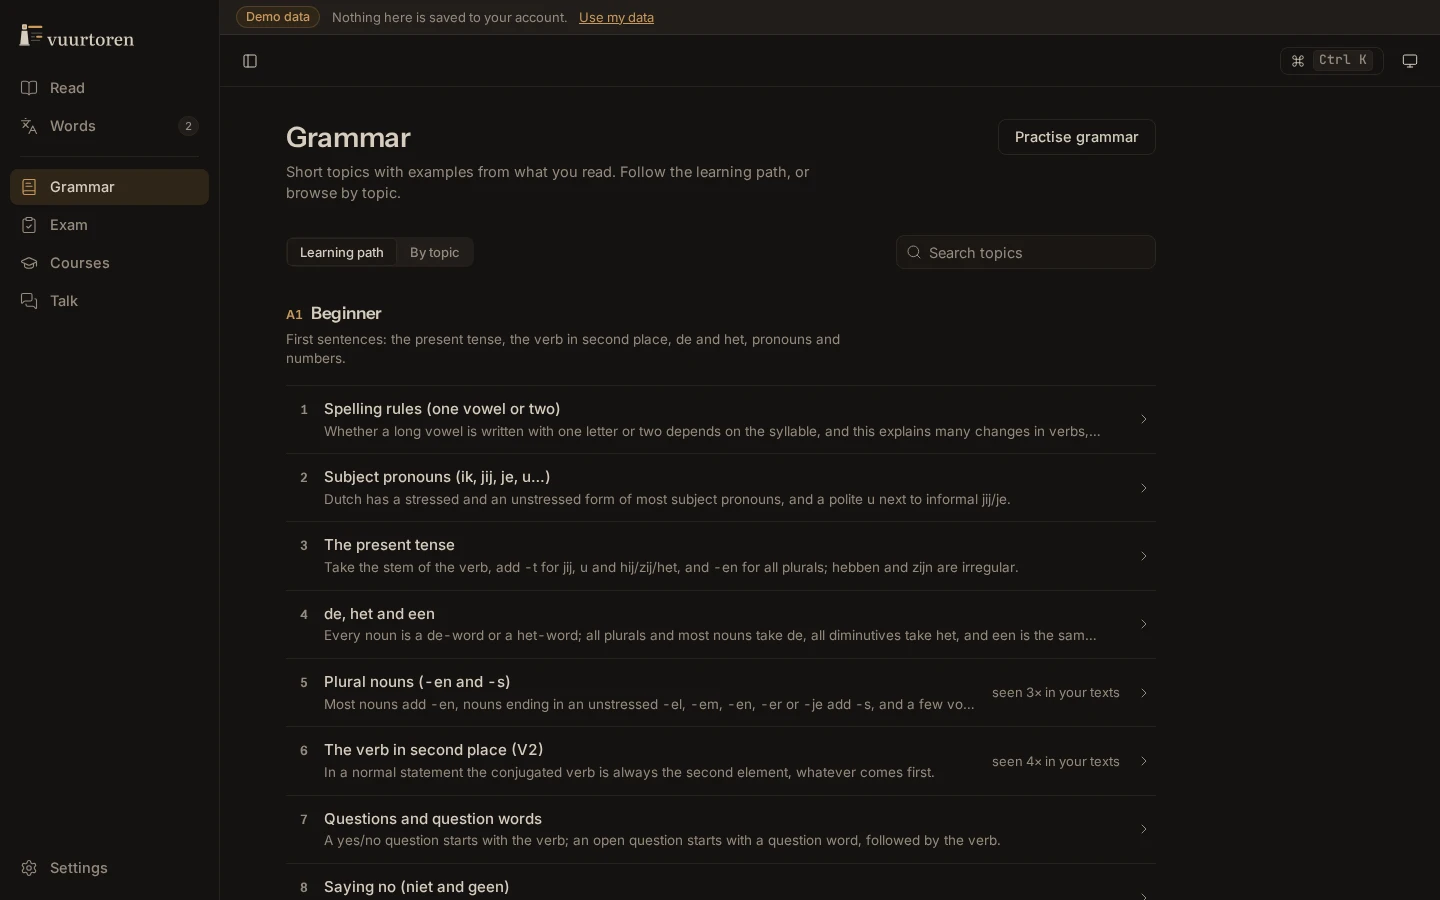 vuurtoren
Demo data Nothing here is saved to your account. Use my data
⌘ Ctrl K
Read
Words 2
Grammar
Exam
Courses
Talk
Settings
Grammar
Practise grammar
Short topics with examples from what you read. Follow the learning path, or
browse by topic.
Learning path By topic
Search topics
A1 Beginner
First sentences: the present tense, the verb in second place, de and het, pronouns and
numbers.
1 Spelling rules (one vowel or two)
Whether a long vowel is written with one letter or two depends on the syllable, and this explains many changes in verbs,...
2 Subject pronouns (ik, jij, je, u...)
Dutch has a stressed and an unstressed form of most subject pronouns, and a polite u next to informal jij/je.
3 The present tense
Take the stem of the verb, add -t for jij, u and hij/zij/het, and -en for all plurals; hebben and zijn are irregular.
4 de, het and een
Every noun is a de-word or a het-word; all plurals and most nouns take de, all diminutives take het, and een is the sam...
5 Plural nouns (-en and -s)
Most nouns add -en, nouns ending in an unstressed -el, -em, -en, -er or -je add -s, and a few vo...
seen 3× in your texts
6 The verb in second place (V2)
In a normal statement the conjugated verb is always the second element, whatever comes first.
seen 4× in your texts
7 Questions and question words
A yes/no question starts with the verb; an open question starts with a question word, followed by the verb.
8 Saying no (niet and geen)